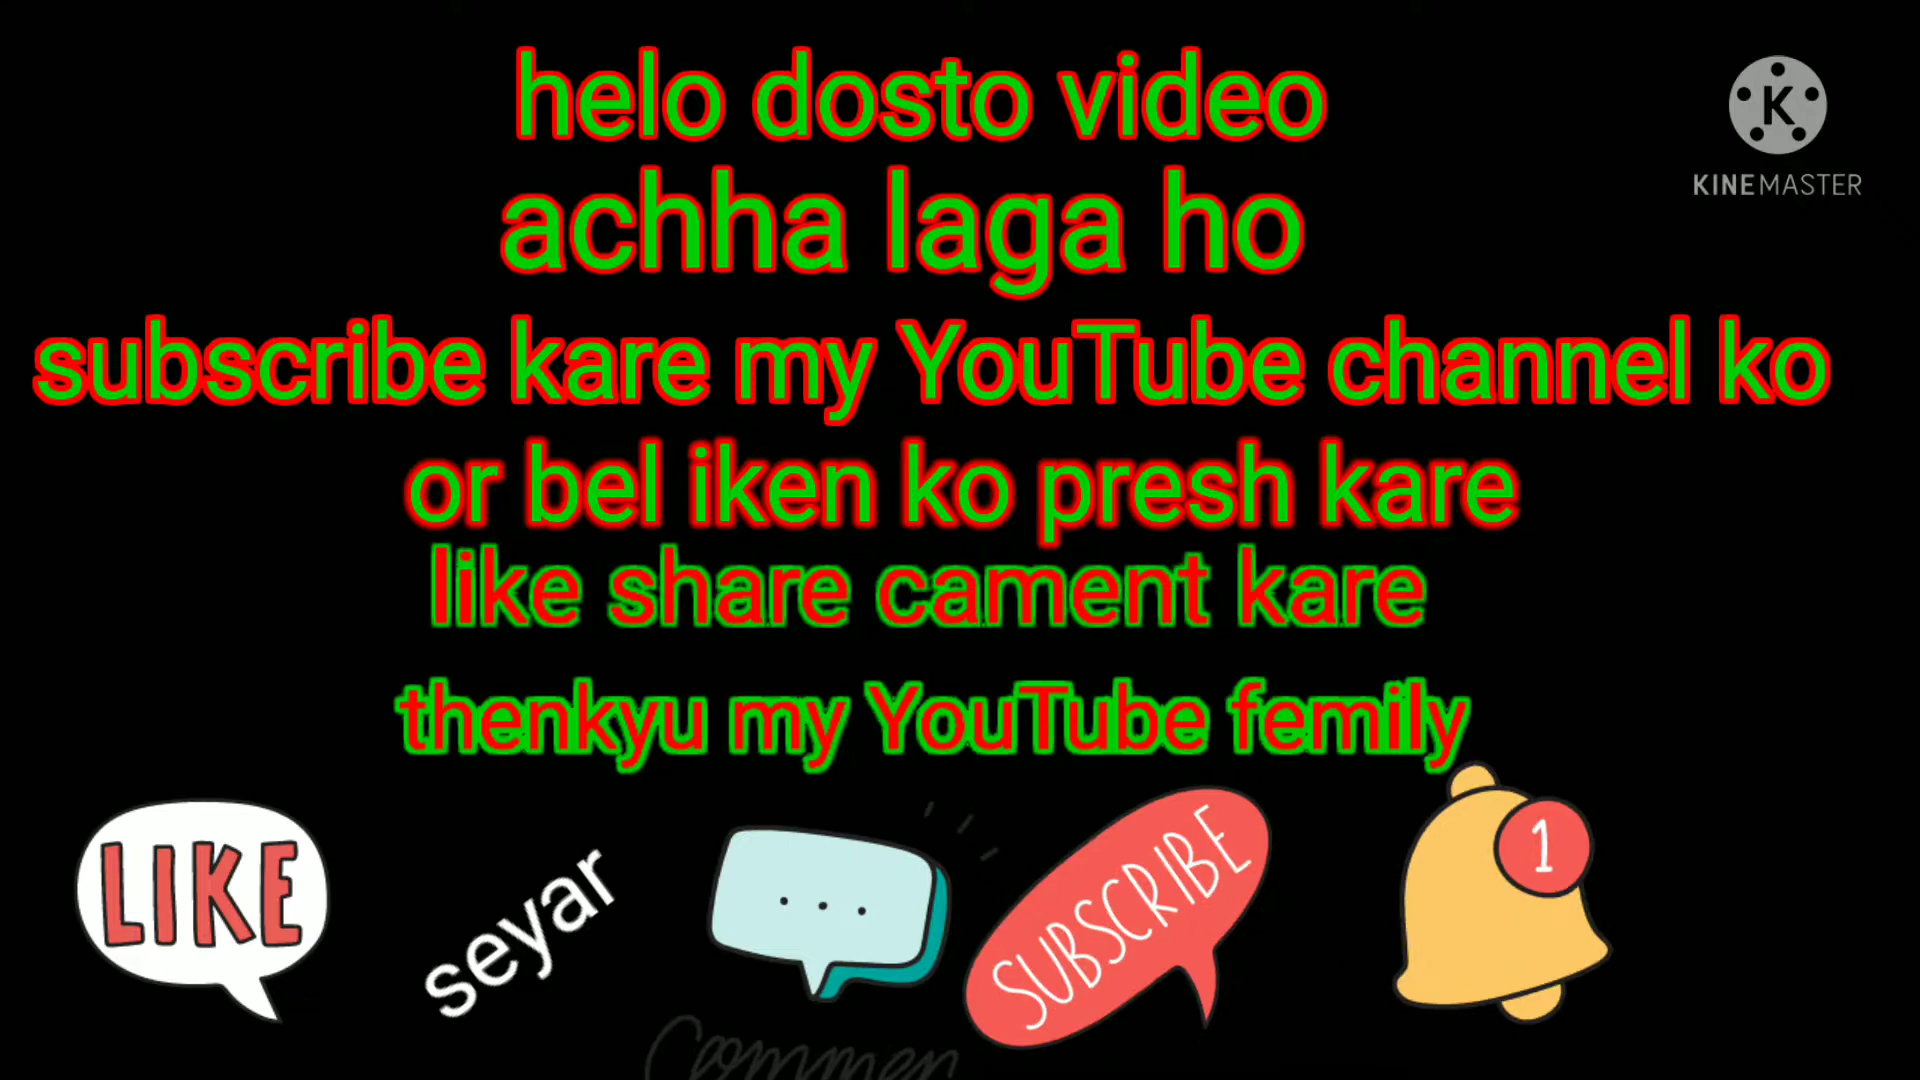 helo dosto video
KINEMASTER
achha laga ho
subscribe kare my YouTube channel ko
or bel iken ko presh kare
like share cament kare
thenkyu my YouTube femily
LIKE
seyar
...
SUBSCRIBE
1
Commen